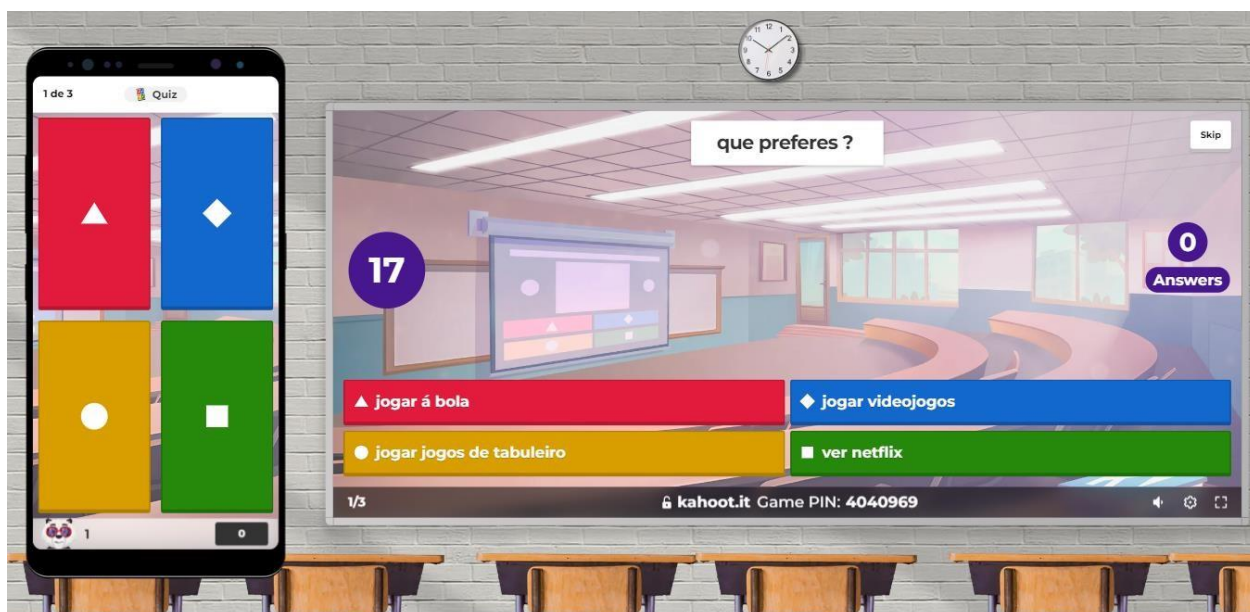 1 de 3
Quiz
1
0
que preferes ?
Skip
17
0
Answers
jogar á bola
jogar videojogos
jogar jogos de tabuleiro
ver netflix
1/3
kahoot.it Game PIN: 4040969